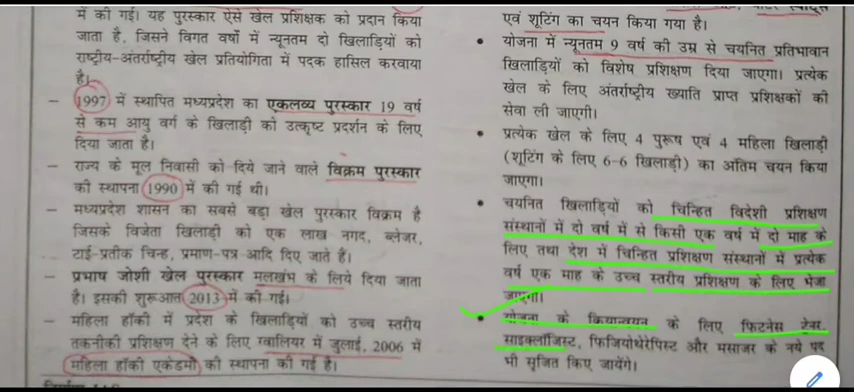 में की गई। यह पुरस्कार ऐसे खेल प्रशिक्षक को प्रदान किया
जाता है, जिसने विगत वर्षों में न्यूनतम दो खिलाड़ियों को
राष्ट्रीय-अंतर्राष्ट्रीय खेल प्रतियोगिता में पदक हासिल करवाया
है।
– 1997 में स्थापित मध्यप्रदेश का एकलव्य पुरस्कार 19 वर्ष
से कम आयु वर्ग के खिलाड़ी को उत्कृष्ट प्रदर्शन के लिए
दिया जाता है।
– राज्य के मूल निवासी को दिये जाने वाले विक्रम पुरस्कार
की स्थापना 1990 में की गई थी।
– मध्यप्रदेश शासन का सबसे बड़ा खेल पुरस्कार विक्रम है
जिसके विजेता खिलाड़ी को एक लाख नगद, ब्लेजर,
टाई-प्रतीक चिन्ह, प्रमाण-पत्र आदि दिए जाते हैं।
– प्रभाष जोशी खेल पुरस्कार मलखंभ के लिये दिया जाता
है। इसकी शुरूआत 2013 में की गई।
– महिला हॉकी में प्रदेश के खिलाड़ियों को उच्च स्तरीय
तकनीकी प्रशिक्षण देने के लिए ग्वालियर में जुलाई, 2006 में
महिला हॉकी एकेडमी की स्थापना की गई है।
एवं शूटिंग का चयन किया गया है।
• योजना में न्यूनतम 9 वर्ष की उम्र से चयनित प्रतिभावान
खिलाड़ियों को विशेष प्रशिक्षण दिया जाएगा। प्रत्येक
खेल के लिए अंतर्राष्ट्रीय ख्याति प्राप्त प्रशिक्षकों की
सेवा ली जाएगी।
• प्रत्येक खेल के लिए 4 पुरूष एवं 4 महिला खिलाड़ी
(शूटिंग के लिए 6-6 खिलाड़ी) का अंतिम चयन किया
जाएगा।
• चयनित खिलाड़ियों को चिन्हित विदेशी प्रशिक्षण
संस्थानों में दो वर्ष में से किसी एक वर्ष में दो माह के
लिए तथा देश में चिन्हित प्रशिक्षण संस्थानों में प्रत्येक
वर्ष एक माह के उच्च स्तरीय प्रशिक्षण के लिए भेजा
जाएगा।
• योजना के क्रियान्वयन के लिए फिटनेस ट्रेनर,
साइक्लॉजिस्ट, फिजियोथेरेपिस्ट और मसाजर के नये पद
भी सृजित किए जायेंगे।